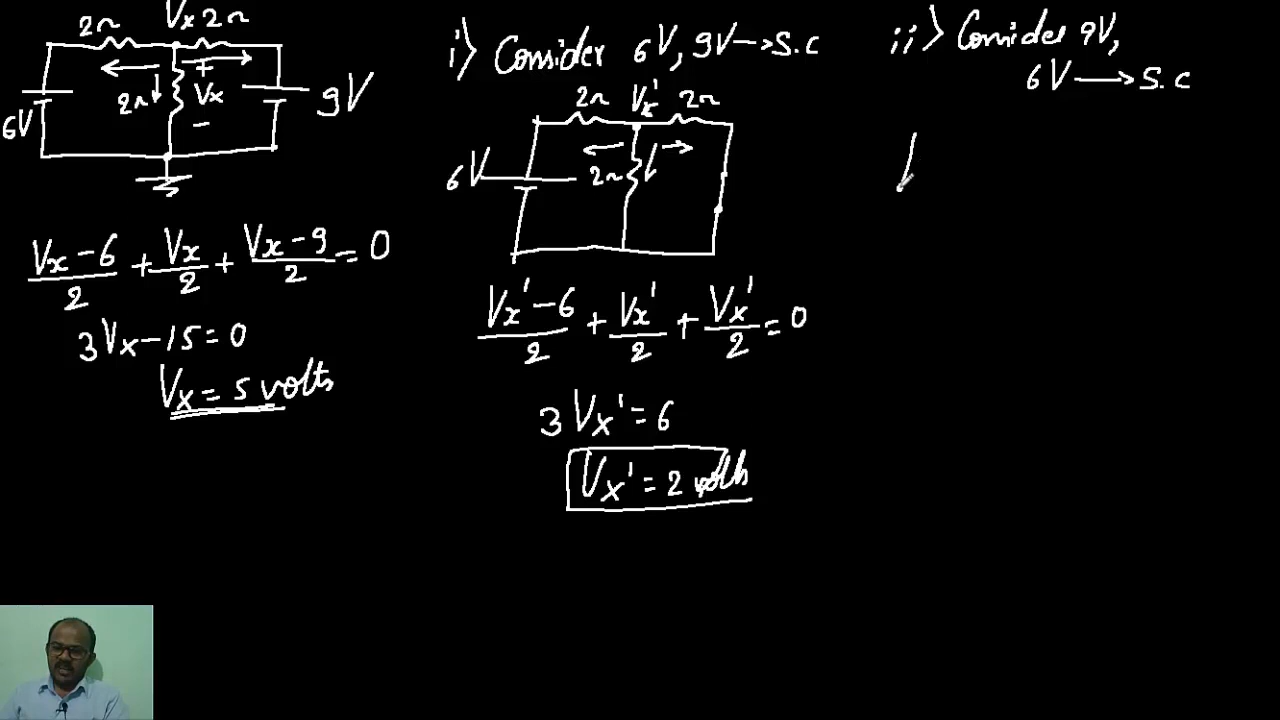 2Ω Vx 2Ω
2Ω + Vx −
6V
9V
(Vx − 6)/2 + Vx/2 + (Vx − 9)/2 = 0
3Vx − 15 = 0
Vx = 5 volts
i) Consider 6V, 9V → S.C
2Ω Vx' 2Ω
6V 2Ω
(Vx' − 6)/2 + Vx'/2 + Vx'/2 = 0
3Vx' = 6
Vx' = 2 volts
ii) Consider 9V,
6V → S.C